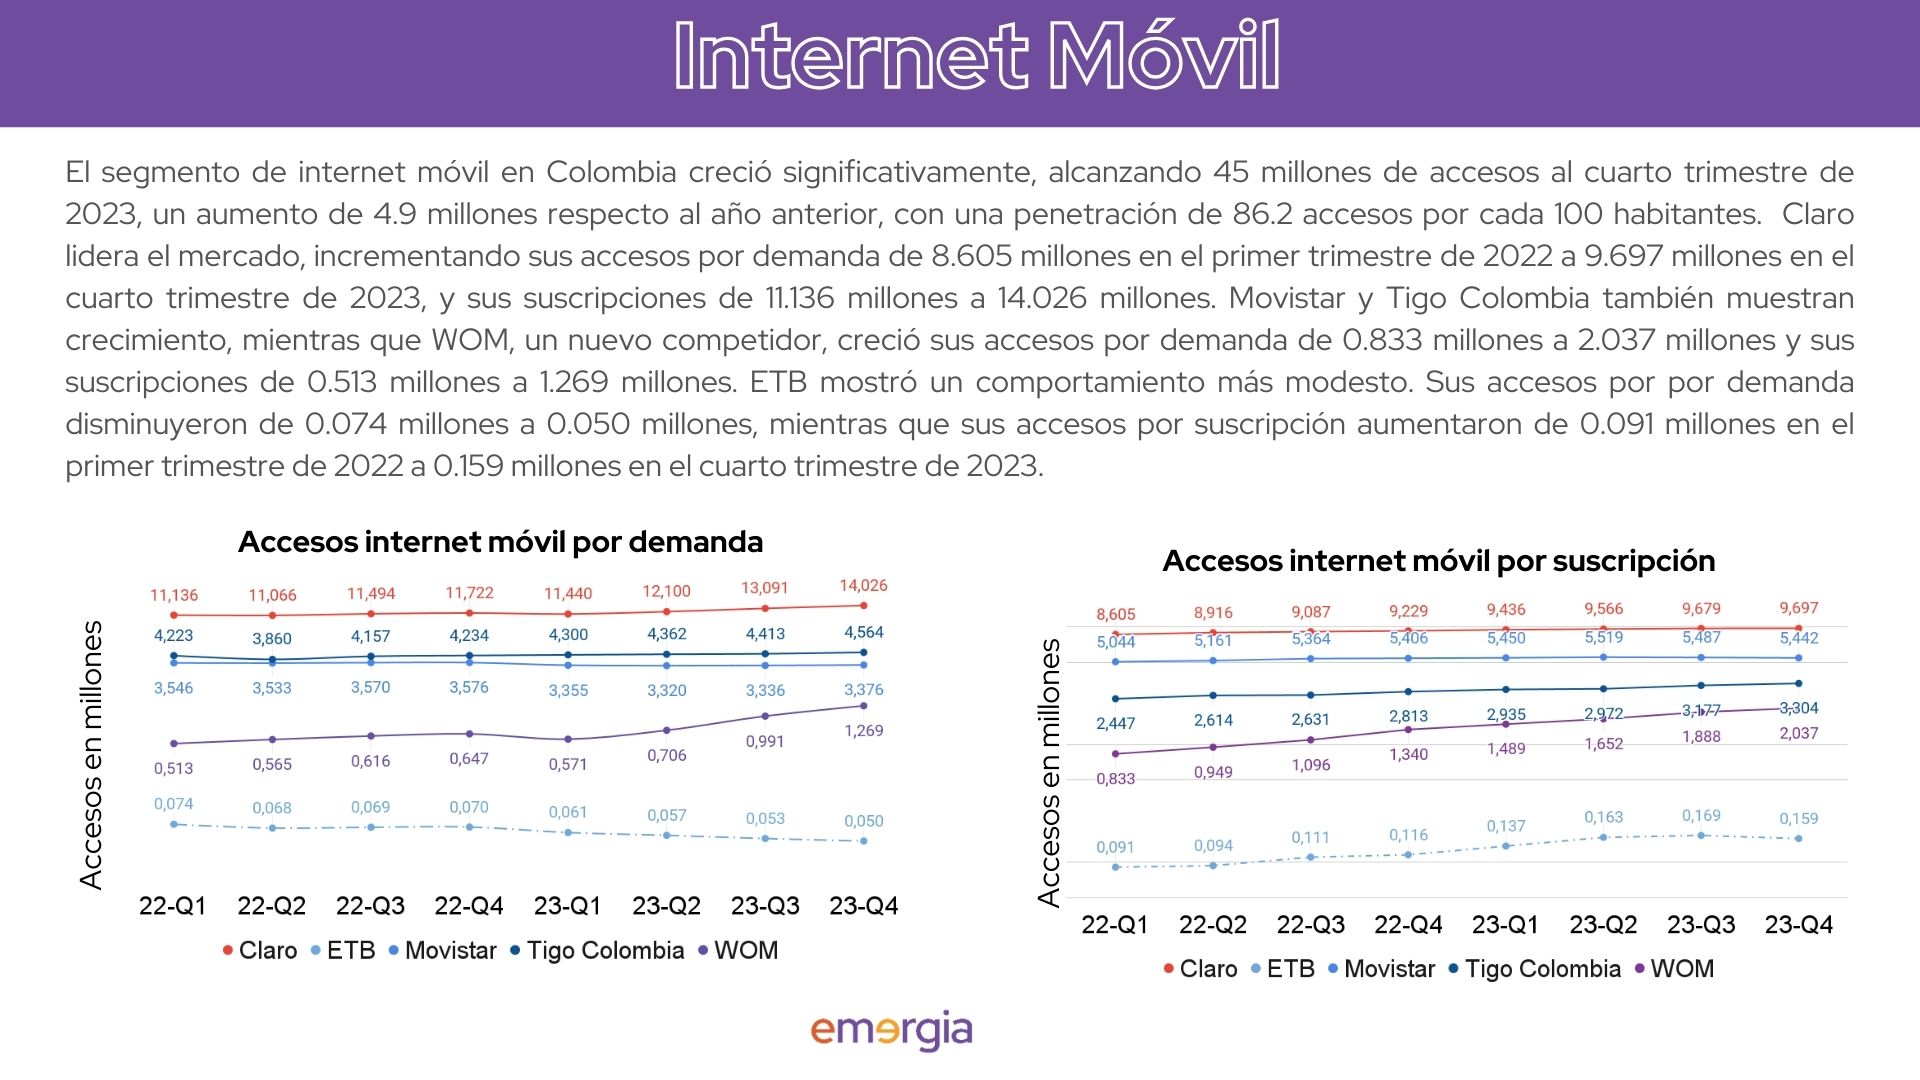 Internet Móvil
El segmento de internet móvil en Colombia creció significativamente, alcanzando 45 millones de accesos al cuarto trimestre de
2023, un aumento de 4.9 millones respecto al año anterior, con una penetración de 86.2 accesos por cada 100 habitantes. Claro
lidera el mercado, incrementando sus accesos por demanda de 8.605 millones en el primer trimestre de 2022 a 9.697 millones en el
cuarto trimestre de 2023, y sus suscripciones de 11.136 millones a 14.026 millones. Movistar y Tigo Colombia también muestran
crecimiento, mientras que WOM, un nuevo competidor, creció sus accesos por demanda de 0.833 millones a 2.037 millones y sus
suscripciones de 0.513 millones a 1.269 millones. ETB mostró un comportamiento más modesto. Sus accesos por por demanda
disminuyeron de 0.074 millones a 0.050 millones, mientras que sus accesos por suscripción aumentaron de 0.091 millones en el
primer trimestre de 2022 a 0.159 millones en el cuarto trimestre de 2023.
Accesos internet móvil por demanda
Accesos en millones
11,136 11,066 11,494 11,722 11,440 12,100 13,091 14,026
4,223 3,860 4,157 4,234 4,300 4,362 4,413 4,564
3,546 3,533 3,570 3,576 3,355 3,320 3,336 3,376
0,513 0,565 0,616 0,647 0,571 0,706 0,991 1,269
0,074 0,068 0,069 0,070 0,061 0,057 0,053 0,050
22-Q1 22-Q2 22-Q3 22-Q4 23-Q1 23-Q2 23-Q3 23-Q4
Claro ETB Movistar Tigo Colombia WOM
Accesos internet móvil por suscripción
Accesos en millones
8,605 8,916 9,087 9,229 9,436 9,566 9,679 9,697
5,044 5,161 5,364 5,406 5,450 5,519 5,487 5,442
2,447 2,614 2,631 2,813 2,935 2,972 3,177 3,304
0,833 0,949 1,096 1,340 1,489 1,652 1,888 2,037
0,091 0,094 0,111 0,116 0,137 0,163 0,169 0,159
22-Q1 22-Q2 22-Q3 22-Q4 23-Q1 23-Q2 23-Q3 23-Q4
Claro ETB Movistar Tigo Colombia WOM
emergia